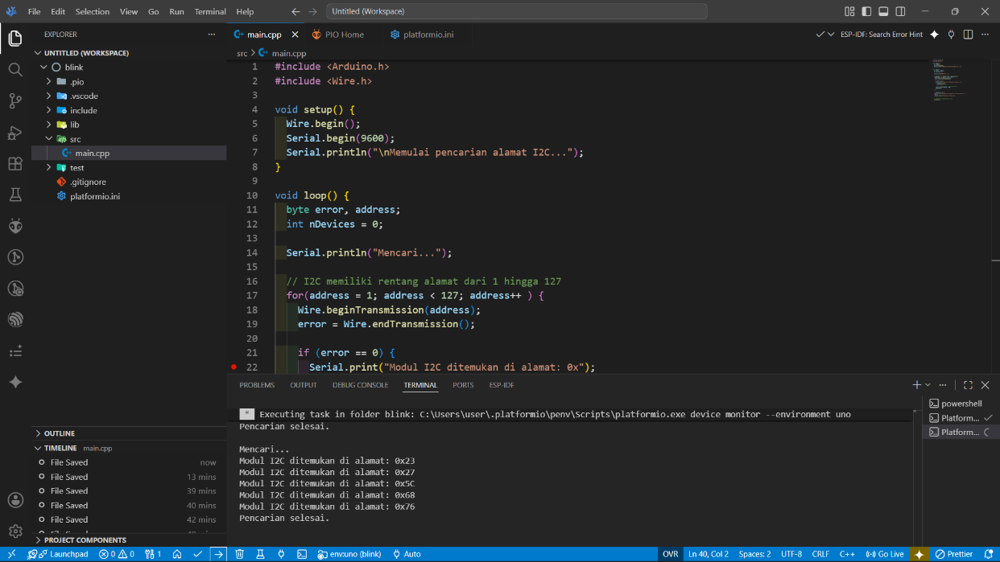 File Edit Selection View Go Run Terminal Help
Untitled (Workspace)
EXPLORER
UNTITLED (WORKSPACE)
blink
.pio
.vscode
include
lib
src
main.cpp
test
.gitignore
platformio.ini
OUTLINE
TIMELINE main.cpp
File Saved now
File Saved 13 mins
File Saved 39 mins
File Saved 40 mins
File Saved 42 mins
PROJECT COMPONENTS
main.cpp PIO Home platformio.ini
ESP-IDF: Search Error Hint
src > main.cpp
1 #include <Arduino.h>
2 #include <Wire.h>
3
4 void setup() {
5 Wire.begin();
6 Serial.begin(9600);
7 Serial.println("\nMemulai pencarian alamat I2C...");
8 }
9
10 void loop() {
11 byte error, address;
12 int nDevices = 0;
13
14 Serial.println("Mencari...");
15
16 // I2C memiliki rentang alamat dari 1 hingga 127
17 for(address = 1; address < 127; address++ ) {
18 Wire.beginTransmission(address);
19 error = Wire.endTransmission();
20
21 if (error == 0) {
22 Serial.print("Modul I2C ditemukan di alamat: 0x");
PROBLEMS OUTPUT DEBUG CONSOLE TERMINAL PORTS ESP-IDF
* Executing task in folder blink: C:\Users\user\.platformio\penv\Scripts\platformio.exe device monitor --environment uno
Pencarian selesai.
Mencari...
Modul I2C ditemukan di alamat: 0x23
Modul I2C ditemukan di alamat: 0x27
Modul I2C ditemukan di alamat: 0x5C
Modul I2C ditemukan di alamat: 0x68
Modul I2C ditemukan di alamat: 0x76
Pencarian selesai.
powershell
Platform...
Platform...
Launchpad 0 0 1 env:uno (blink) Auto OVR Ln 40, Col 2 Spaces: 2 UTF-8 CRLF C++ Go Live Prettier